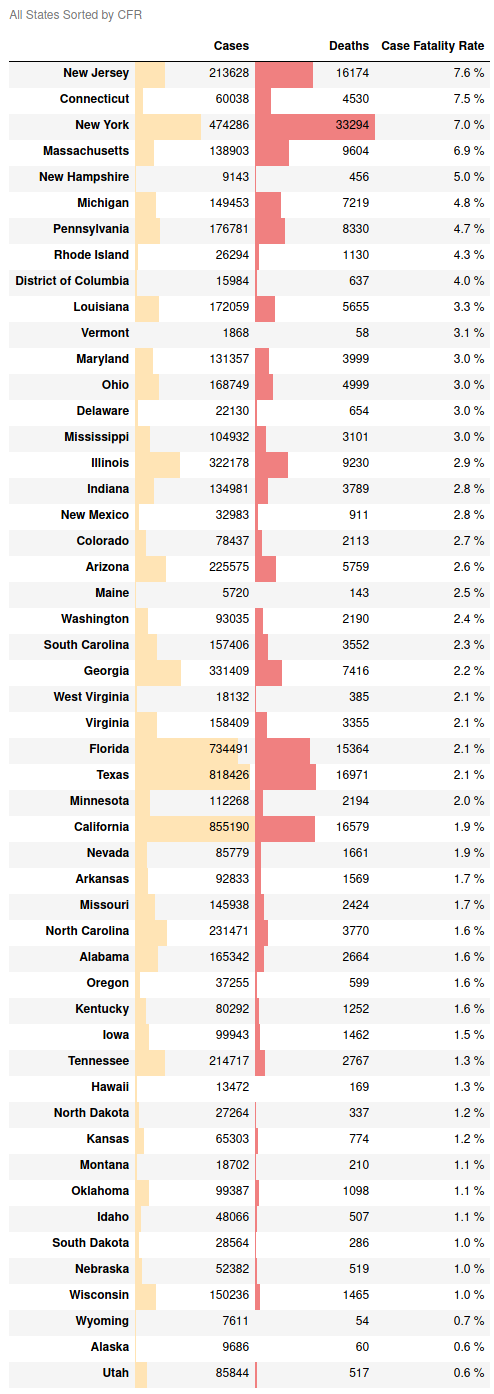 All States Sorted by CFR
Cases Deaths Case Fatality Rate
New Jersey 213628 16174 7.6 %
Connecticut 60038 4530 7.5 %
New York 474286 33294 7.0 %
Massachusetts 138903 9604 6.9 %
New Hampshire 9143 456 5.0 %
Michigan 149453 7219 4.8 %
Pennsylvania 176781 8330 4.7 %
Rhode Island 26294 1130 4.3 %
District of Columbia 15984 637 4.0 %
Louisiana 172059 5655 3.3 %
Vermont 1868 58 3.1 %
Maryland 131357 3999 3.0 %
Ohio 168749 4999 3.0 %
Delaware 22130 654 3.0 %
Mississippi 104932 3101 3.0 %
Illinois 322178 9230 2.9 %
Indiana 134981 3789 2.8 %
New Mexico 32983 911 2.8 %
Colorado 78437 2113 2.7 %
Arizona 225575 5759 2.6 %
Maine 5720 143 2.5 %
Washington 93035 2190 2.4 %
South Carolina 157406 3552 2.3 %
Georgia 331409 7416 2.2 %
West Virginia 18132 385 2.1 %
Virginia 158409 3355 2.1 %
Florida 734491 15364 2.1 %
Texas 818426 16971 2.1 %
Minnesota 112268 2194 2.0 %
California 855190 16579 1.9 %
Nevada 85779 1661 1.9 %
Arkansas 92833 1569 1.7 %
Missouri 145938 2424 1.7 %
North Carolina 231471 3770 1.6 %
Alabama 165342 2664 1.6 %
Oregon 37255 599 1.6 %
Kentucky 80292 1252 1.6 %
Iowa 99943 1462 1.5 %
Tennessee 214717 2767 1.3 %
Hawaii 13472 169 1.3 %
North Dakota 27264 337 1.2 %
Kansas 65303 774 1.2 %
Montana 18702 210 1.1 %
Oklahoma 99387 1098 1.1 %
Idaho 48066 507 1.1 %
South Dakota 28564 286 1.0 %
Nebraska 52382 519 1.0 %
Wisconsin 150236 1465 1.0 %
Wyoming 7611 54 0.7 %
Alaska 9686 60 0.6 %
Utah 85844 517 0.6 %